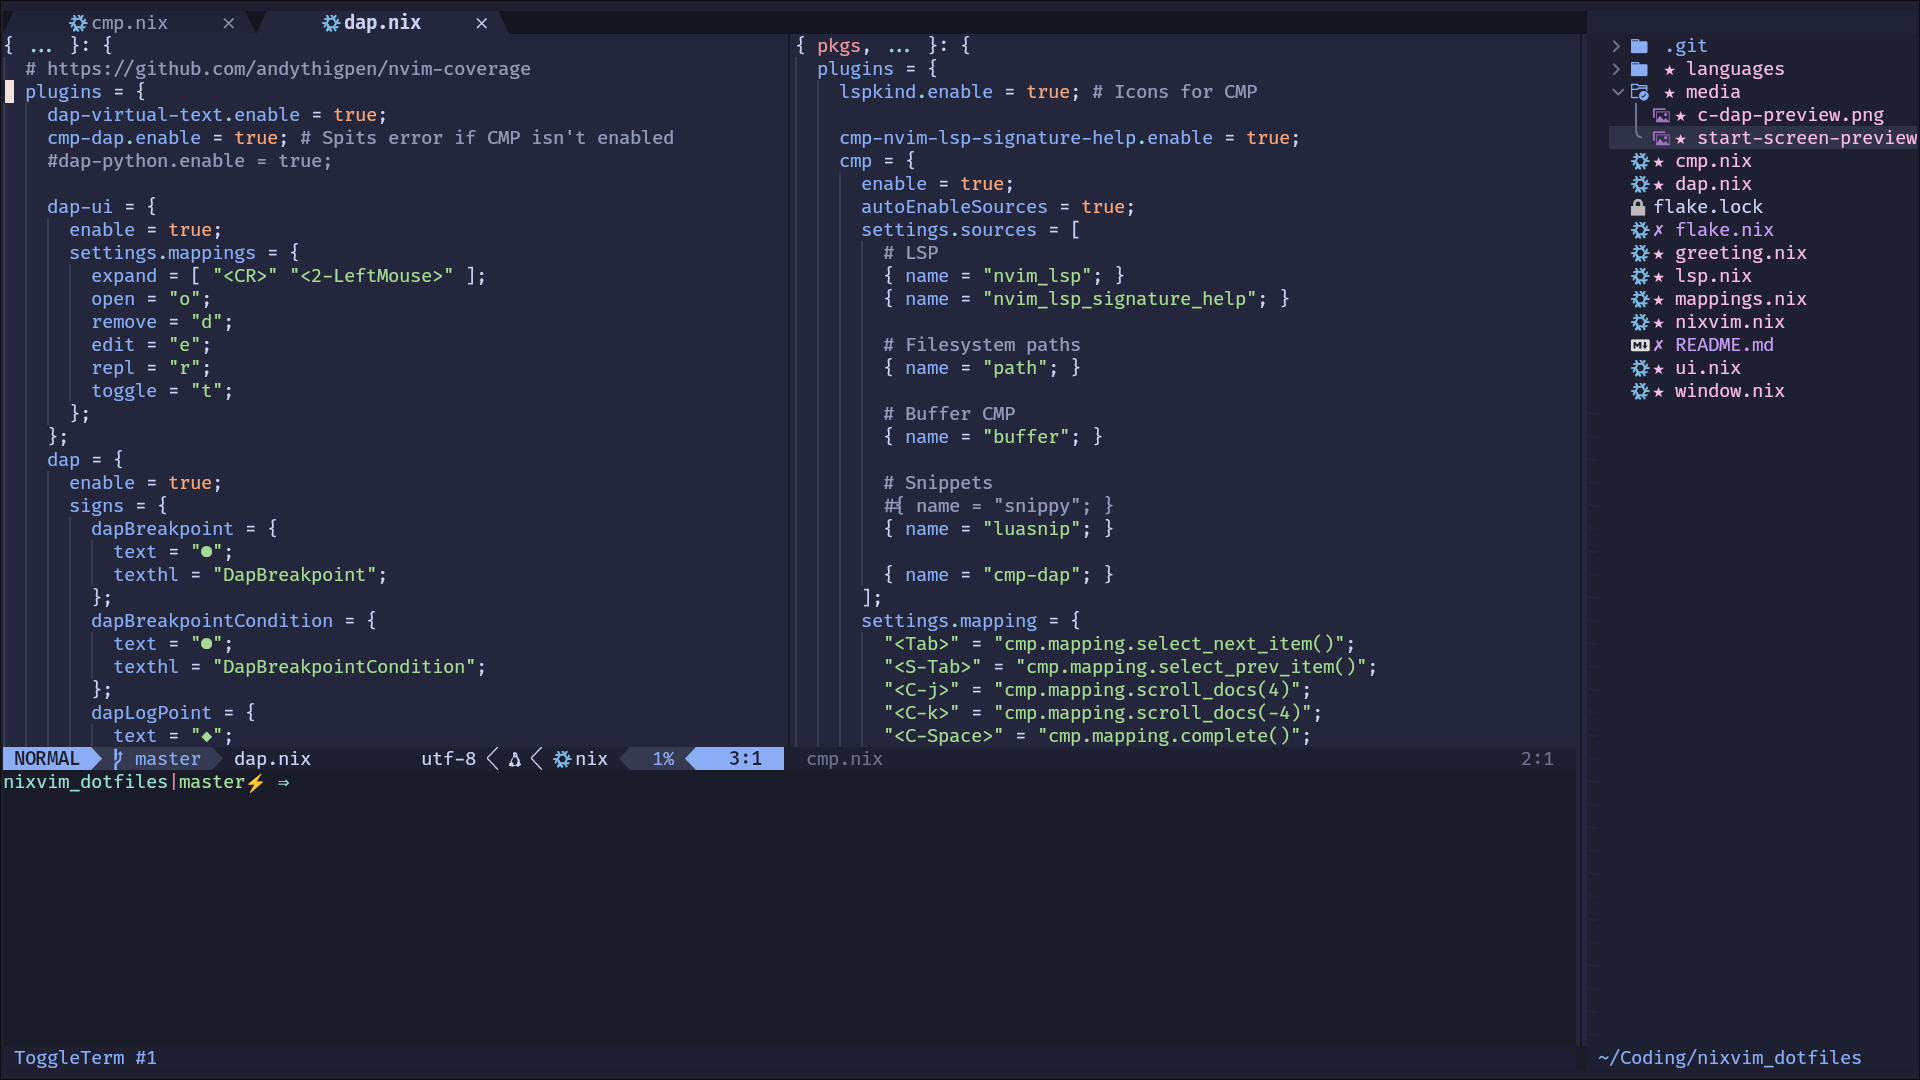 cmp.nix ✕ dap.nix ✕
{ ... }: {
# https://github.com/andythigpen/nvim-coverage
plugins = {
dap-virtual-text.enable = true;
cmp-dap.enable = true; # Spits error if CMP isn't enabled
#dap-python.enable = true;
dap-ui = {
enable = true;
settings.mappings = {
expand = [ "<CR>" "<2-LeftMouse>" ];
open = "o";
remove = "d";
edit = "e";
repl = "r";
toggle = "t";
};
};
dap = {
enable = true;
signs = {
dapBreakpoint = {
text = "●";
texthl = "DapBreakpoint";
};
dapBreakpointCondition = {
text = "●";
texthl = "DapBreakpointCondition";
};
dapLogPoint = {
text = "◆";
NORMAL master dap.nix utf-8 nix 1% 3:1
{ pkgs, ... }: {
plugins = {
lspkind.enable = true; # Icons for CMP
cmp-nvim-lsp-signature-help.enable = true;
cmp = {
enable = true;
autoEnableSources = true;
settings.sources = [
# LSP
{ name = "nvim_lsp"; }
{ name = "nvim_lsp_signature_help"; }
# Filesystem paths
{ name = "path"; }
# Buffer CMP
{ name = "buffer"; }
# Snippets
#{ name = "snippy"; }
{ name = "luasnip"; }
{ name = "cmp-dap"; }
];
settings.mapping = {
"<Tab>" = "cmp.mapping.select_next_item()";
"<S-Tab>" = "cmp.mapping.select_prev_item()";
"<C-j>" = "cmp.mapping.scroll_docs(4)";
"<C-k>" = "cmp.mapping.scroll_docs(-4)";
"<C-Space>" = "cmp.mapping.complete()";
cmp.nix 2:1
nixvim_dotfiles|master⚡ ⇒
ToggleTerm #1
.git
★ languages
★ media
★ c-dap-preview.png
★ start-screen-preview
★ cmp.nix
★ dap.nix
flake.lock
✗ flake.nix
★ greeting.nix
★ lsp.nix
★ mappings.nix
★ nixvim.nix
✗ README.md
★ ui.nix
★ window.nix
~/Coding/nixvim_dotfiles